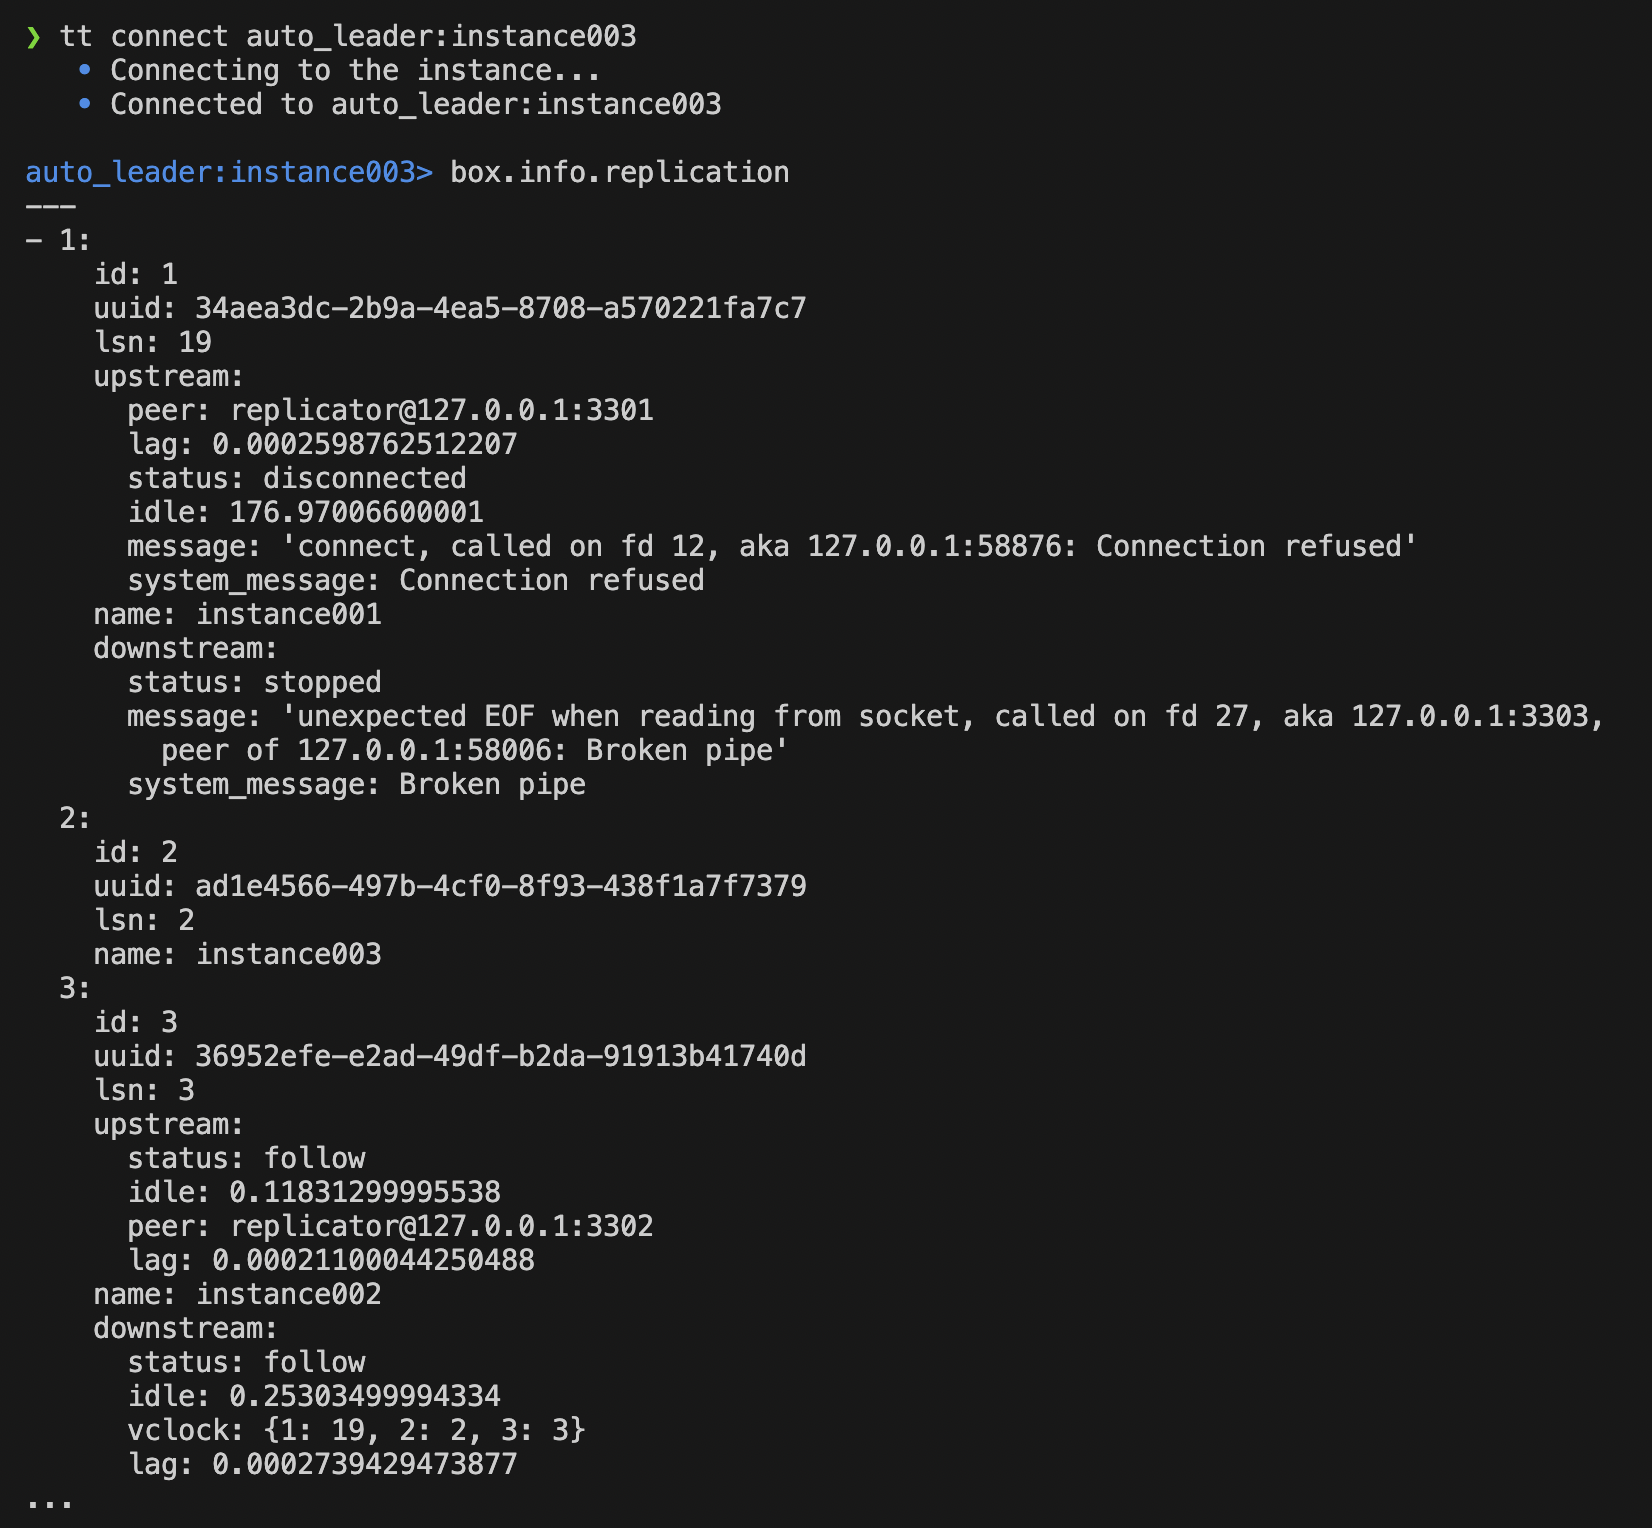 ❯ tt connect auto_leader:instance003
   • Connecting to the instance...
   • Connected to auto_leader:instance003

auto_leader:instance003> box.info.replication
---
- 1:
    id: 1
    uuid: 34aea3dc-2b9a-4ea5-8708-a570221fa7c7
    lsn: 19
    upstream:
      peer: replicator@127.0.0.1:3301
      lag: 0.0002598762512207
      status: disconnected
      idle: 176.97006600001
      message: 'connect, called on fd 12, aka 127.0.0.1:58876: Connection refused'
      system_message: Connection refused
    name: instance001
    downstream:
      status: stopped
      message: 'unexpected EOF when reading from socket, called on fd 27, aka 127.0.0.1:3303,
        peer of 127.0.0.1:58006: Broken pipe'
      system_message: Broken pipe
  2:
    id: 2
    uuid: ad1e4566-497b-4cf0-8f93-438f1a7f7379
    lsn: 2
    name: instance003
  3:
    id: 3
    uuid: 36952efe-e2ad-49df-b2da-91913b41740d
    lsn: 3
    upstream:
      status: follow
      idle: 0.11831299995538
      peer: replicator@127.0.0.1:3302
      lag: 0.00021100044250488
    name: instance002
    downstream:
      status: follow
      idle: 0.25303499994334
      vclock: {1: 19, 2: 2, 3: 3}
      lag: 0.0002739429473877
...